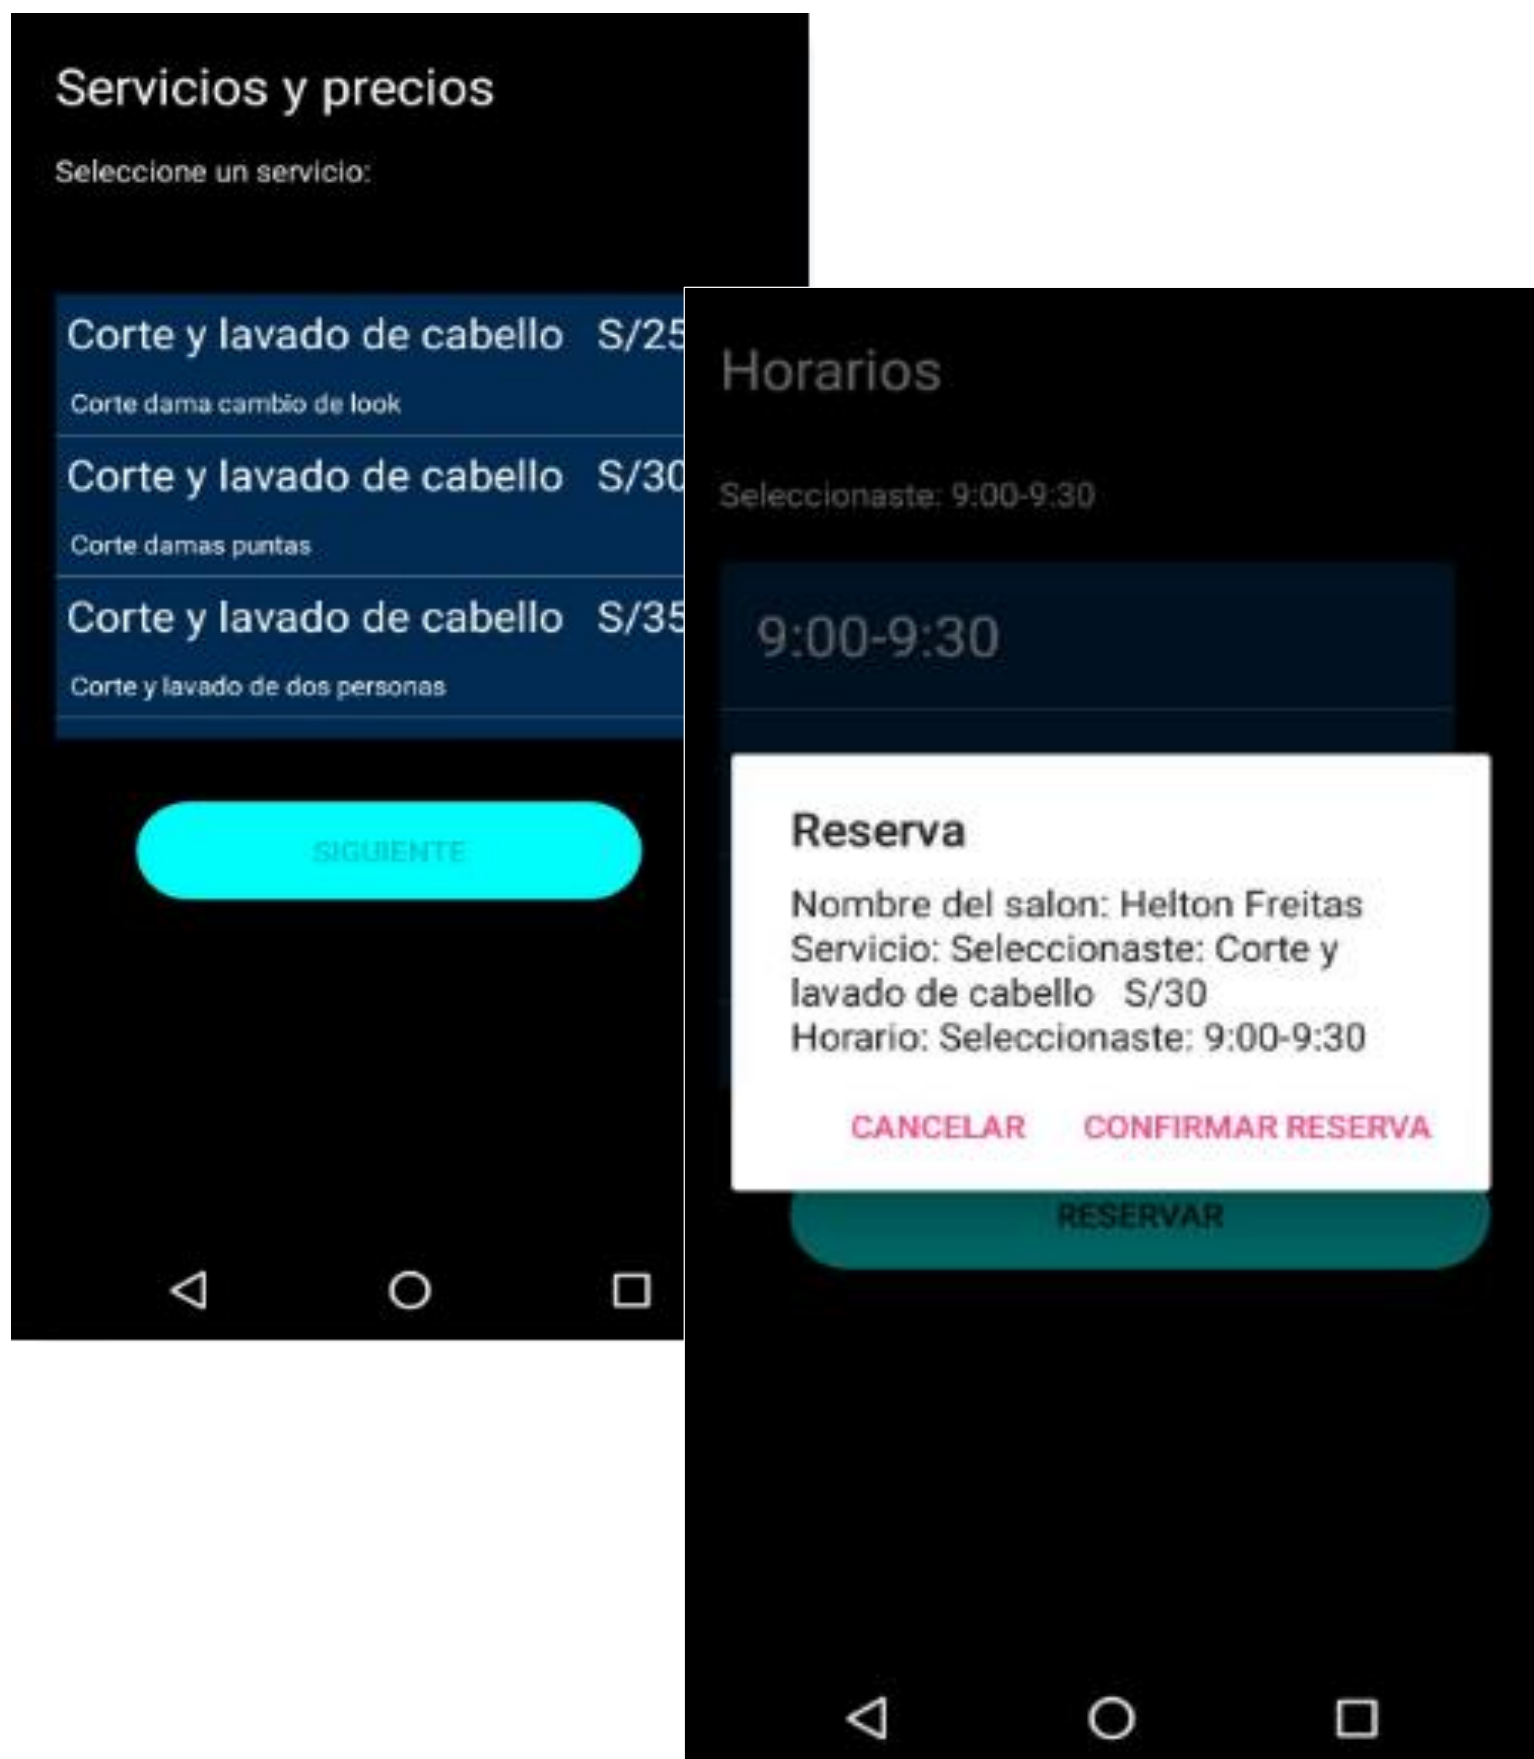 Servicios y precios
Seleccione un servicio:
Corte y lavado de cabello S/25
Corte dama cambio de look
Corte y lavado de cabello S/30
Corte damas puntas
Corte y lavado de cabello S/35
Corte y lavado de dos personas
SIGUIENTE
Horarios
Seleccionaste: 9:00-9:30
9:00-9:30
Reserva
Nombre del salon: Helton Freitas
Servicio: Seleccionaste: Corte y
lavado de cabello S/30
Horario: Seleccionaste: 9:00-9:30
CANCELAR CONFIRMAR RESERVA
RESERVAR